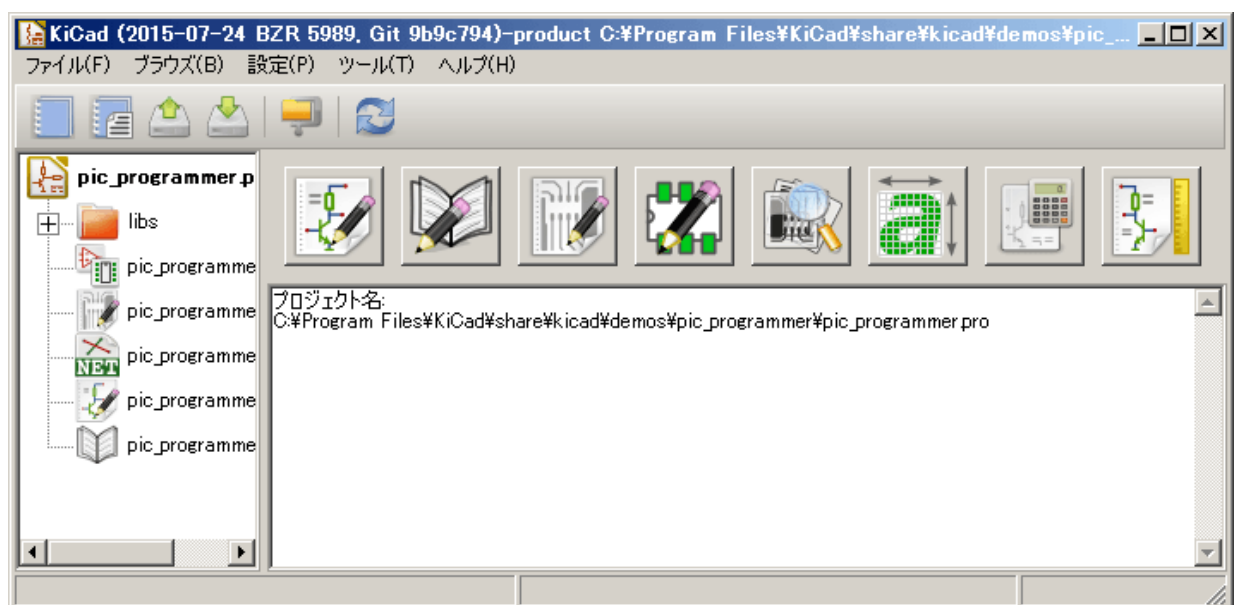 KiCad (2015-07-24 BZR 5989, Git 9b9c794)-product C:¥Program Files¥KiCad¥share¥kicad¥demos¥pic_...
ファイル(F) ブラウズ(B) 設定(P) ツール(T) ヘルプ(H)
pic_programmer.p
libs
pic_programme
pic_programme
NET pic_programme
pic_programme
pic_programme
プロジェクト名:
C:¥Program Files¥KiCad¥share¥kicad¥demos¥pic_programmer¥pic_programmer.pro